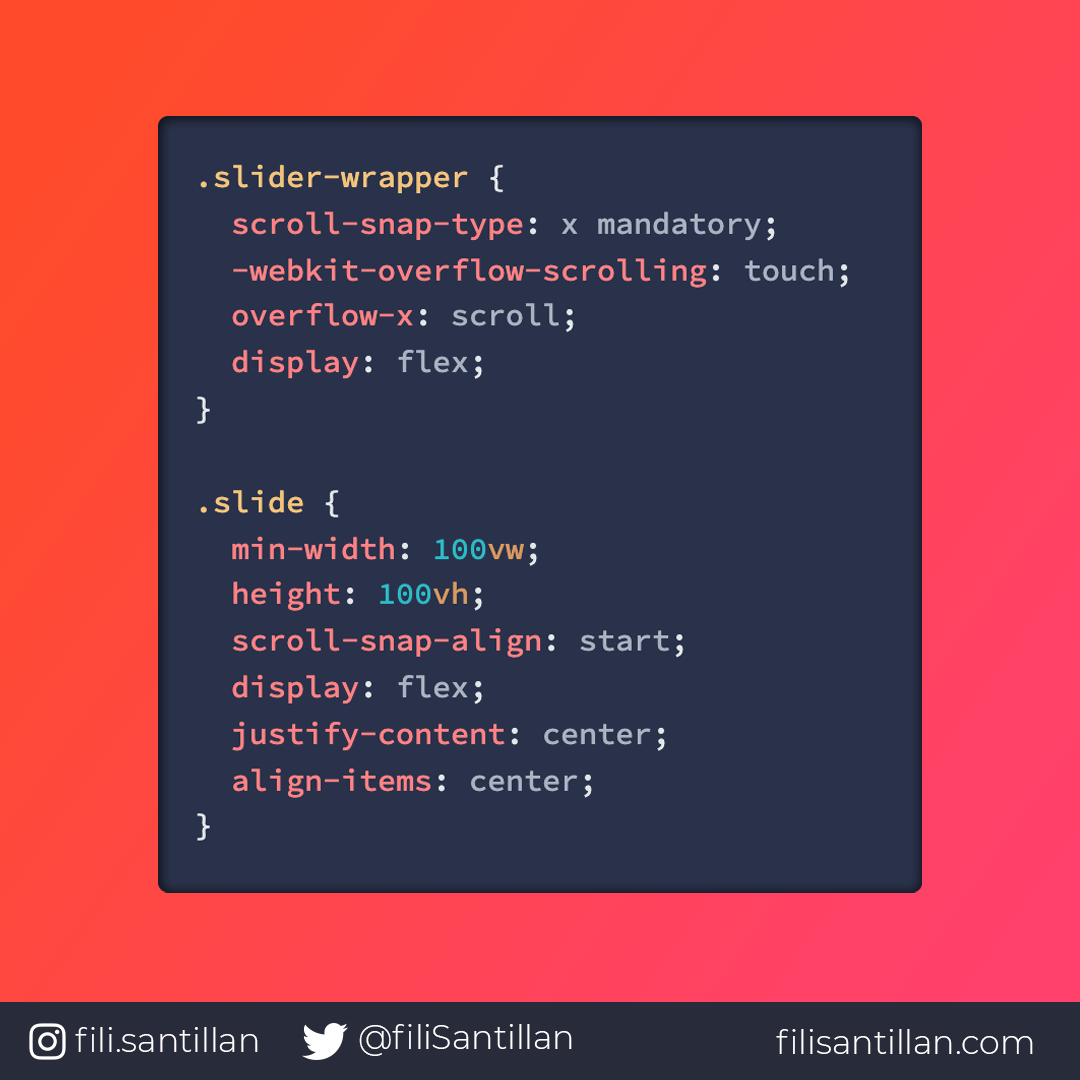 .slider-wrapper {
  scroll-snap-type: x mandatory;
  -webkit-overflow-scrolling: touch;
  overflow-x: scroll;
  display: flex;
}

.slide {
  min-width: 100vw;
  height: 100vh;
  scroll-snap-align: start;
  display: flex;
  justify-content: center;
  align-items: center;
}
fili.santillan @filiSantillan filisantillan.com